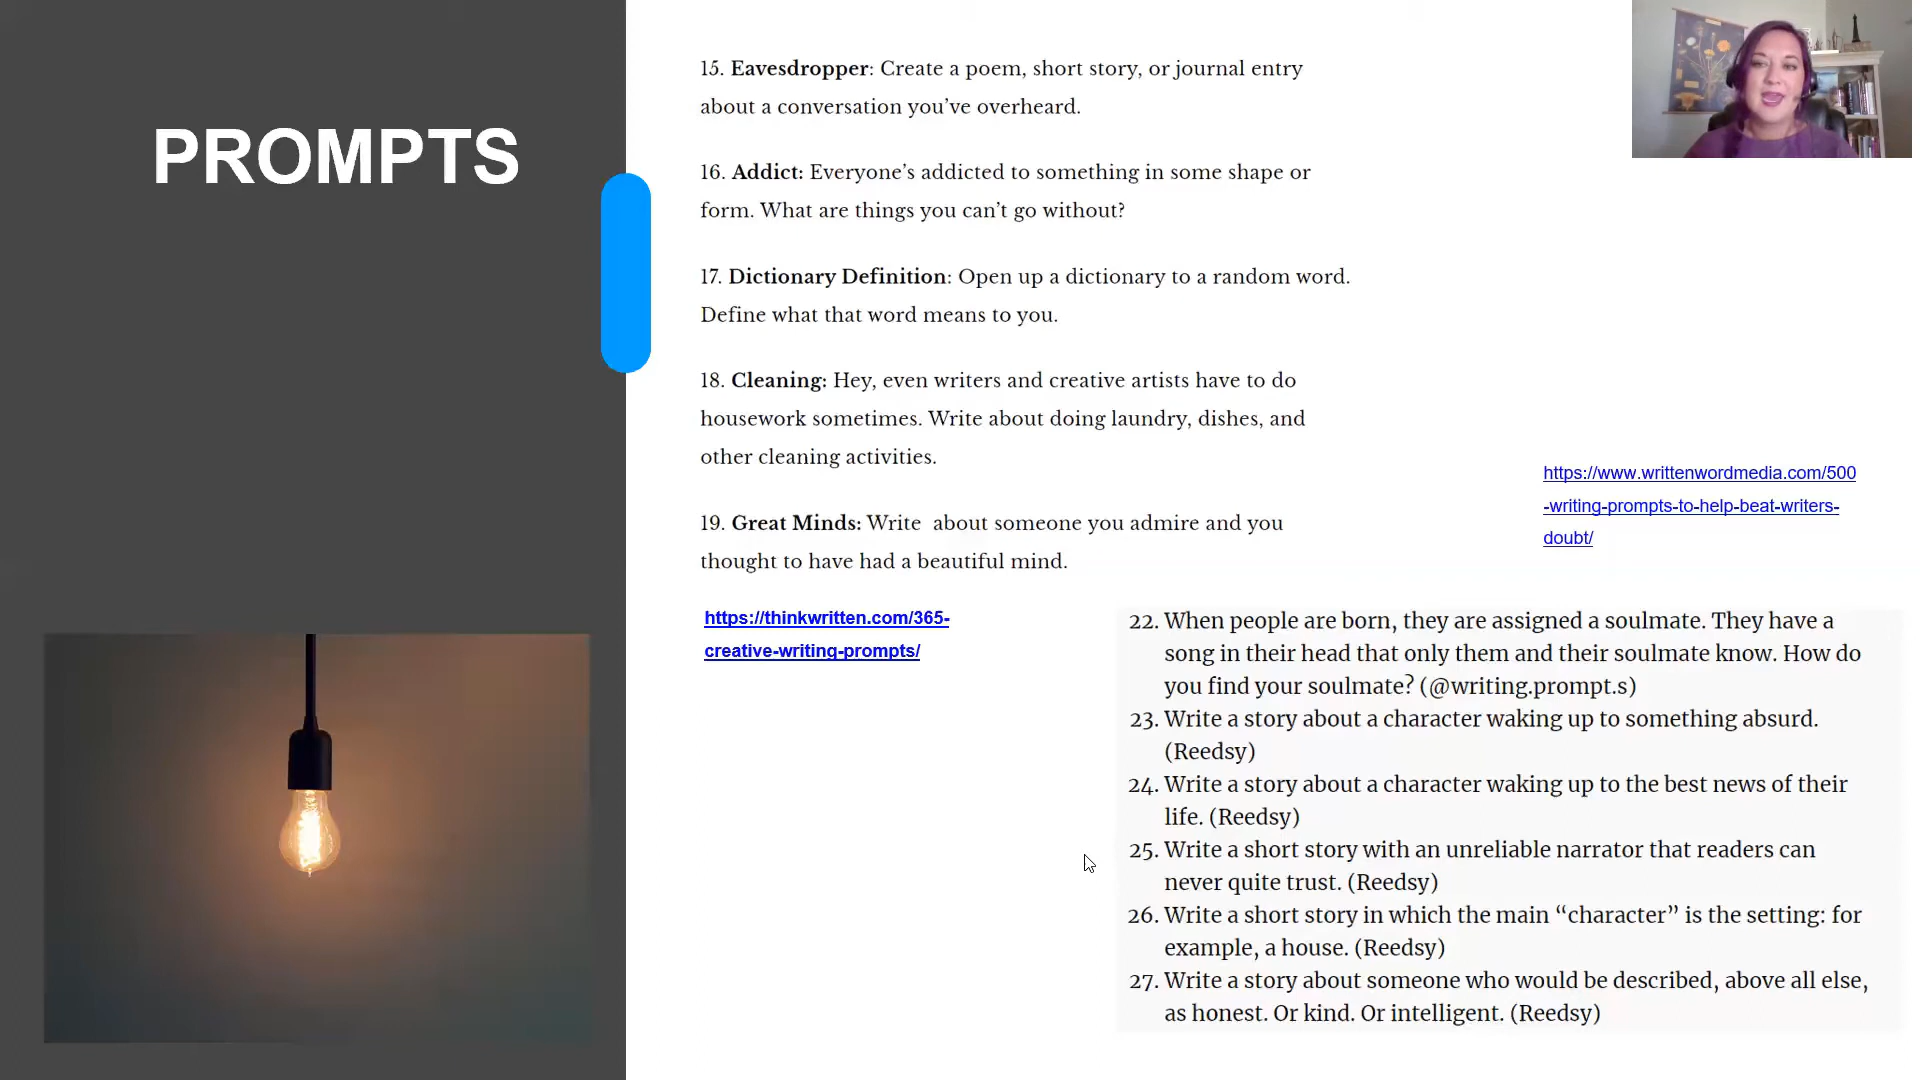 PROMPTS
15. Eavesdropper: Create a poem, short story, or journal entry
about a conversation you’ve overheard.
16. Addict: Everyone’s addicted to something in some shape or
form. What are things you can’t go without?
17. Dictionary Definition: Open up a dictionary to a random word.
Define what that word means to you.
18. Cleaning: Hey, even writers and creative artists have to do
housework sometimes. Write about doing laundry, dishes, and
other cleaning activities.
19. Great Minds: Write  about someone you admire and you
thought to have had a beautiful mind.
https://thinkwritten.com/365-
creative-writing-prompts/
https://www.writtenwordmedia.com/500
-writing-prompts-to-help-beat-writers-
doubt/
22. When people are born, they are assigned a soulmate. They have a
song in their head that only them and their soulmate know. How do
you find your soulmate? (@writing.prompt.s)
23. Write a story about a character waking up to something absurd.
(Reedsy)
24. Write a story about a character waking up to the best news of their
life. (Reedsy)
25. Write a short story with an unreliable narrator that readers can
never quite trust. (Reedsy)
26. Write a short story in which the main “character” is the setting: for
example, a house. (Reedsy)
27. Write a story about someone who would be described, above all else,
as honest. Or kind. Or intelligent. (Reedsy)